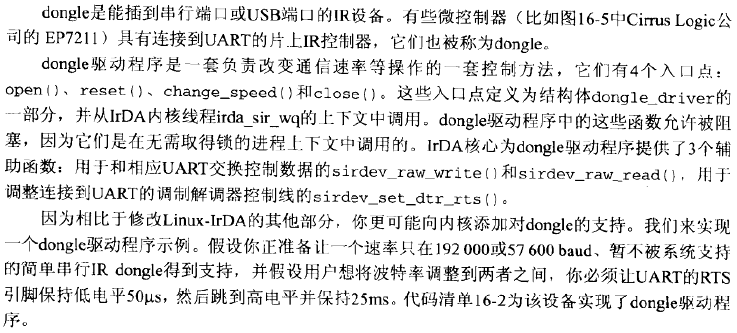 dongle是能插到串行端口或USB端口的IR设备。有些微控制器（比如图16-5中Cirrus Logic公
司的 EP7211）具有连接到UART的片上IR控制器，它们也被称为dongle。
dongle驱动程序是一套负责改变通信速率等操作的一套控制方法，它们有4个入口点：
open()、reset()、change_speed()和close()。这些入口点定义为结构体dongle_driver的
一部分，并从IrDA内核线程irda_sir_wq的上下文中调用。dongle驱动程序中的这些函数允许被阻
塞，因为它们是在无需取得锁的进程上下文中调用的。IrDA核心为dongle驱动程序提供了3个辅
助函数：用于和相应UART交换控制数据的sirdev_raw_write()和sirdev_raw_read()，用于
调整连接到UART的调制解调器控制线的sirdev_set_dtr_rts()。
因为相比于修改Linux-IrDA的其他部分，你更可能向内核添加对dongle的支持。我们来实现
一个dongle驱动程序示例。假设你正准备让一个速率只在192 000或57 600 baud、暂不被系统支持
的简单串行IR dongle得到支持，并假设用户想将波特率调整到两者之间，你必须让UART的RTS
引脚保持低电平50μs，然后跳到高电平并保持25ms。代码清单16-2为该设备实现了dongle驱动程
序。